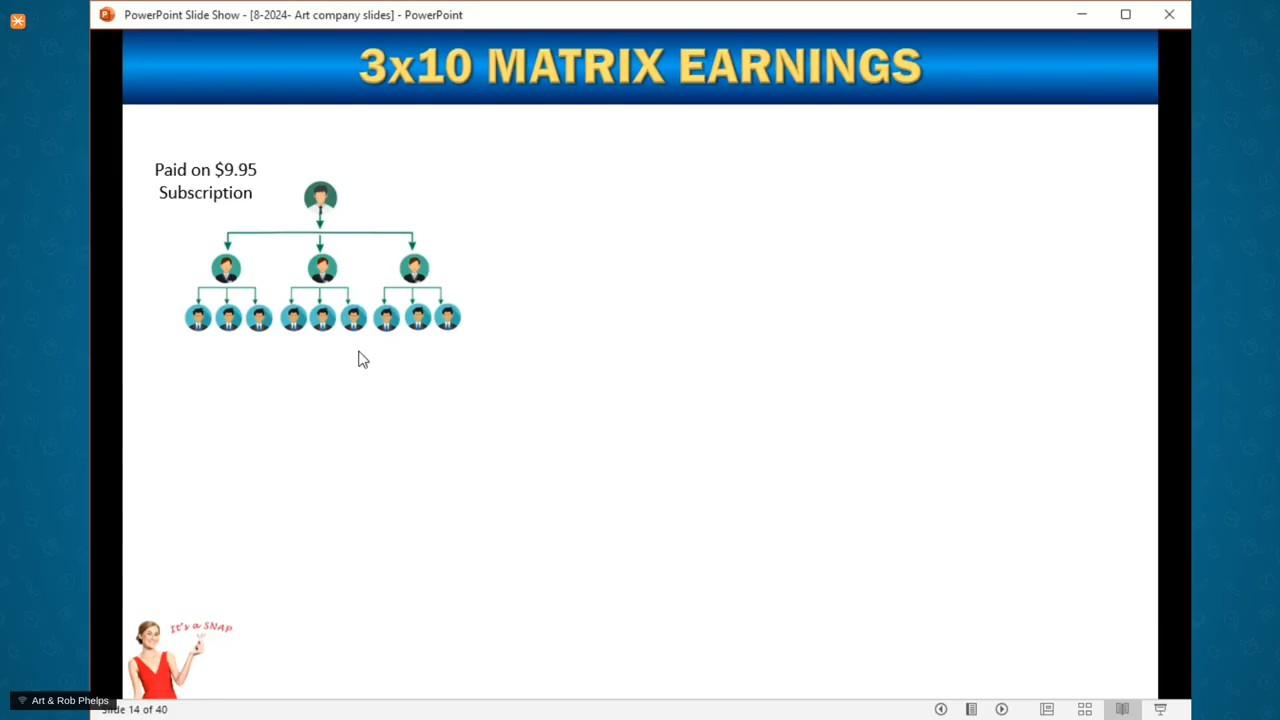 PowerPoint Slide Show - [8-2024- Art company slides] - PowerPoint
3x10 MATRIX EARNINGS
Paid on $9.95
Subscription
It's a SNAP
Art & Rob Phelps
Slide 14 of 40